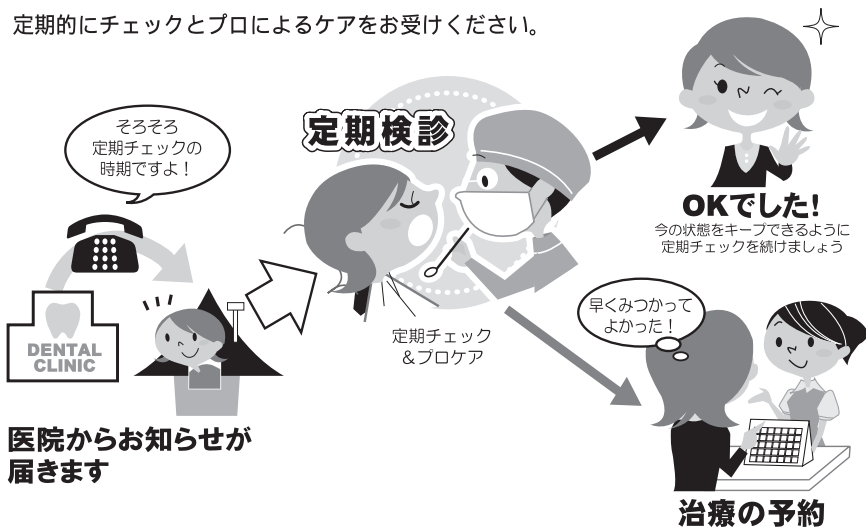 定期的にチェックとプロによるケアをお受けください。
そろそろ
定期チェックの
時期ですよ！
DENTAL
CLINIC
医院からお知らせが
届きます
定期検診
定期チェック
＆プロケア
OKでした！
今の状態をキープできるように
定期チェックを続けましょう
早くみつかって
よかった！
治療の予約